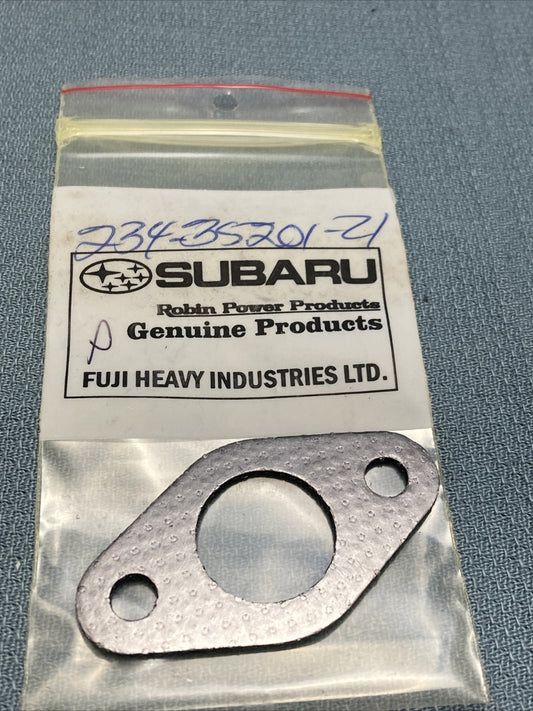 234-35201-21
SUBARU
Robin Power Products
P Genuine Products
FUJI HEAVY INDUSTRIES LTD.